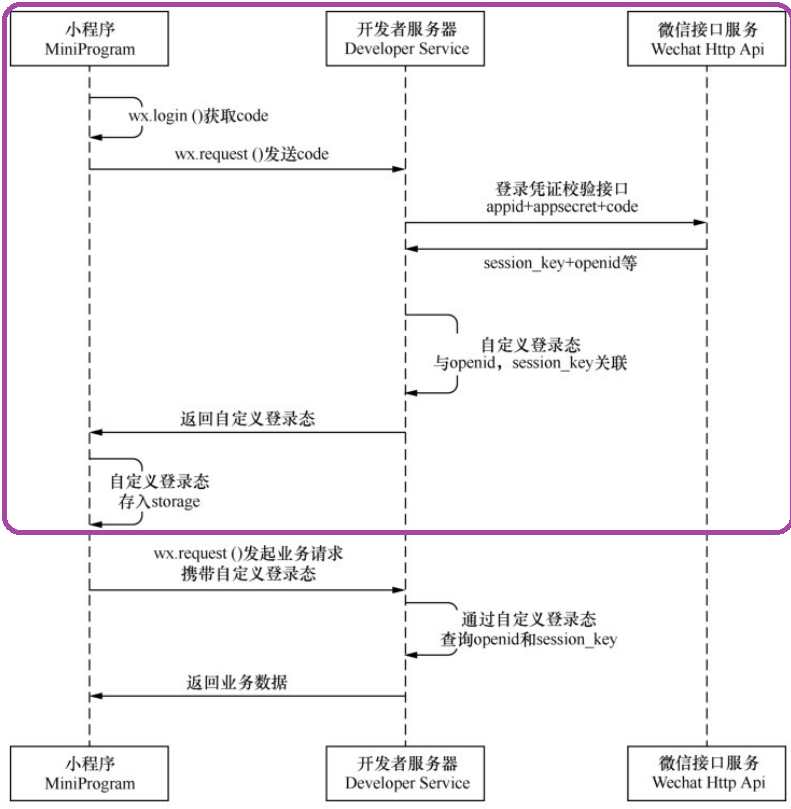 小程序
MiniProgram
开发者服务器
Developer Service
微信接口服务
Wechat Http Api
wx.login ()获取code
wx.request ()发送code
登录凭证校验接口
appid+appsecret+code
session_key+openid等
自定义登录态
与openid，session_key关联
返回自定义登录态
自定义登录态
存入storage
wx.request ()发起业务请求
携带自定义登录态
通过自定义登录态
查询openid和session_key
返回业务数据
小程序
MiniProgram
开发者服务器
Developer Service
微信接口服务
Wechat Http Api